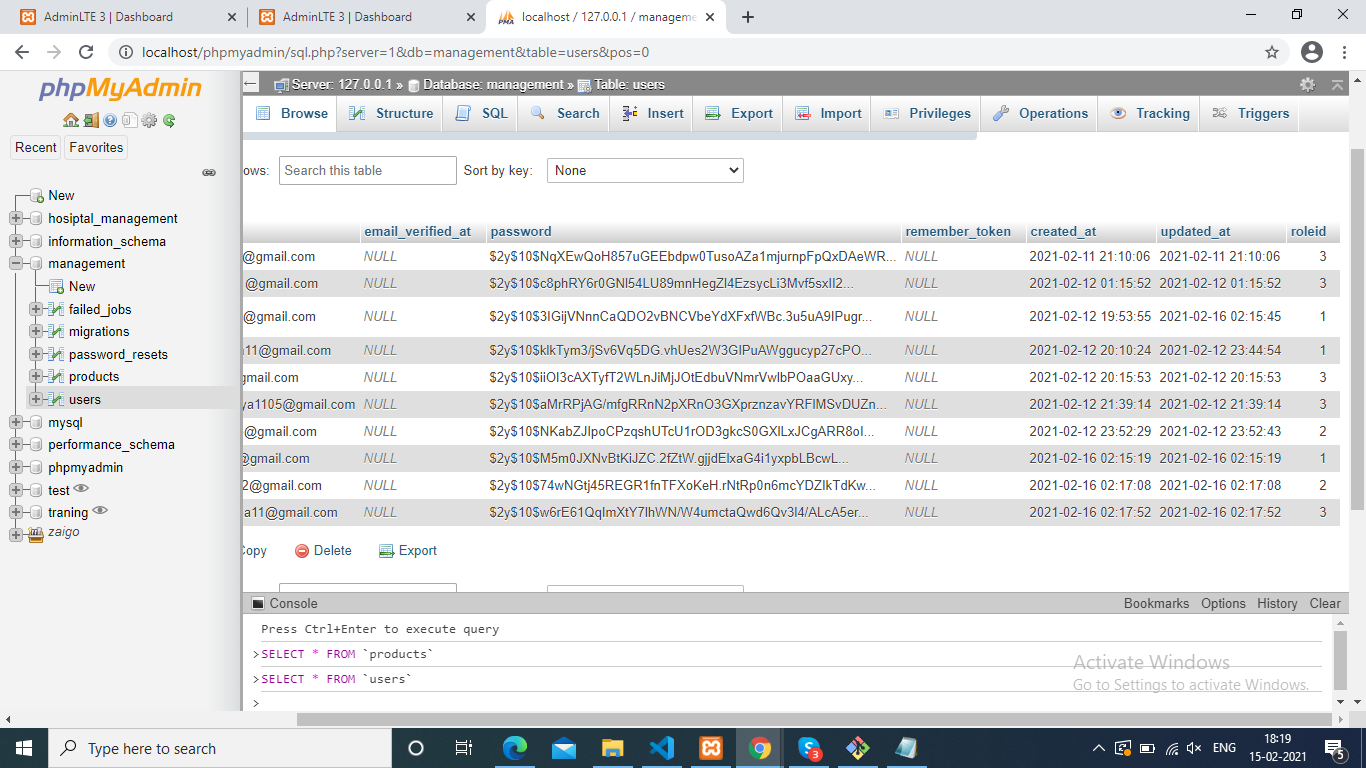 AdminLTE 3 | Dashboard
AdminLTE 3 | Dashboard
localhost / 127.0.0.1 / manageme
localhost/phpmyadmin/sql.php?server=1&db=management&table=users&pos=0
phpMyAdmin
Recent
Favorites
New
hosiptal_management
information_schema
management
New
failed_jobs
migrations
password_resets
products
users
mysql
performance_schema
phpmyadmin
test
traning
zaigo
Server: 127.0.0.1 » Database: management » Table: users
Browse Structure SQL Search Insert Export Import Privileges Operations Tracking Triggers
ows: Search this table Sort by key: None
email_verified_at password remember_token created_at updated_at roleid
@gmail.com NULL $2y$10$NqXEwQoH857uGEEbdpw0TusoAZa1mjurnpFpQxDAeWR... NULL 2021-02-11 21:10:06 2021-02-11 21:10:06 3
@gmail.com NULL $2y$10$c8phRY6r0GNl54LU89mnHegZl4EzsycLi3Mvf5sxIl2... NULL 2021-02-12 01:15:52 2021-02-12 01:15:52 3
@gmail.com NULL $2y$10$3IGijVNnnCaQDO2vBNCVbeYdXFxfWBc.3u5uA9IPugr... NULL 2021-02-12 19:53:55 2021-02-16 02:15:45 1
a11@gmail.com NULL $2y$10$kIkTym3/jSv6Vq5DG.vhUes2W3GIPuAWggucyp27cPO... NULL 2021-02-12 20:10:24 2021-02-12 23:44:54 1
gmail.com NULL $2y$10$iiOI3cAXTyfT2WLnJiMjJOtEdbuVNmrVwlbPOaaGUxy... NULL 2021-02-12 20:15:53 2021-02-12 20:15:53 3
ya1105@gmail.com NULL $2y$10$aMrRPjAG/mfgRRnN2pXRnO3GXprznzavYRFIMSvDUZn... NULL 2021-02-12 21:39:14 2021-02-12 21:39:14 3
@gmail.com NULL $2y$10$NKabZJIpoCPzqshUTcU1rOD3gkcS0GXlLxJCgARR8oI... NULL 2021-02-12 23:52:29 2021-02-12 23:52:43 2
@gmail.com NULL $2y$10$M5m0JXNvBtKiJZC.2fZtW.gjjdElxaG4i1yxpbLBcwL... NULL 2021-02-16 02:15:19 2021-02-16 02:15:19 1
2@gmail.com NULL $2y$10$74wNGtj45REGR1fnTFXoKeH.rNtRp0n6mcYDZIkTdKw... NULL 2021-02-16 02:17:08 2021-02-16 02:17:08 2
a11@gmail.com NULL $2y$10$w6rE61QqImXtY7IhWN/W4umctaQwd6Qv3I4/ALcA5er... NULL 2021-02-16 02:17:52 2021-02-16 02:17:52 3
Copy Delete Export
Console Bookmarks Options History Clear
Press Ctrl+Enter to execute query
>SELECT * FROM `products`
>SELECT * FROM `users`
>
Activate Windows
Go to Settings to activate Windows.
Type here to search
3
ENG
18:19
15-02-2021
5